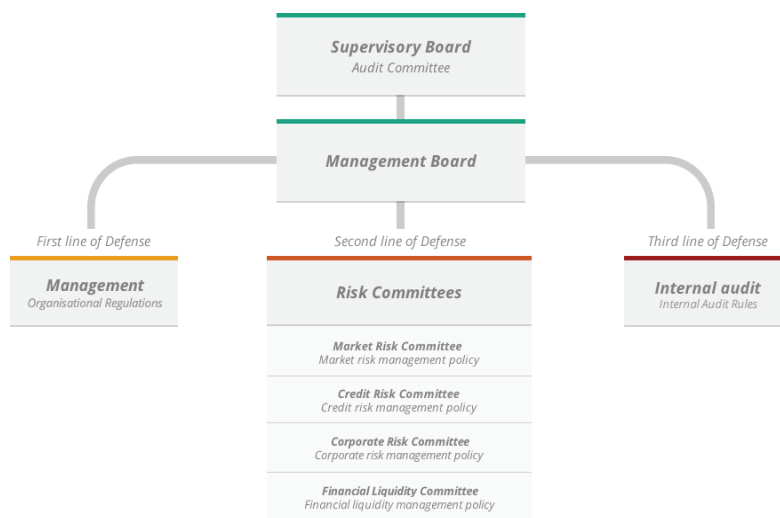 Supervisory Board
Audit Committee
Management Board
First line of Defense
Second line of Defense
Third line of Defense
Management
Organisational Regulations
Risk Committees
Internal audit
Internal Audit Rules
Market Risk Committee
Market risk management policy
Credit Risk Committee
Credit risk management policy
Corporate Risk Committee
Corporate risk management policy
Financial Liquidity Committee
Financial liquidity management policy